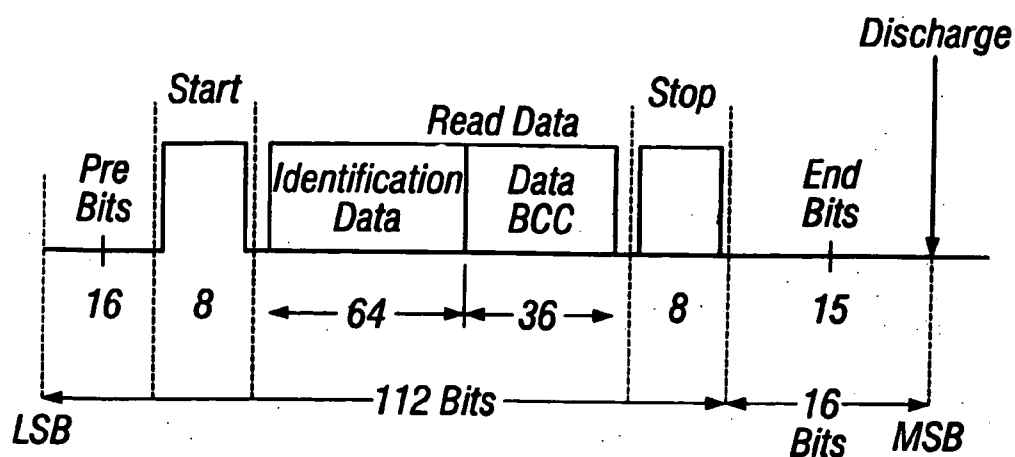 Discharge
Start
Stop
Read Data
Pre
Bits
Identification
Data
Data
BCC
End
Bits
16
8
64
36
8
15
112 Bits
16
Bits
LSB
MSB